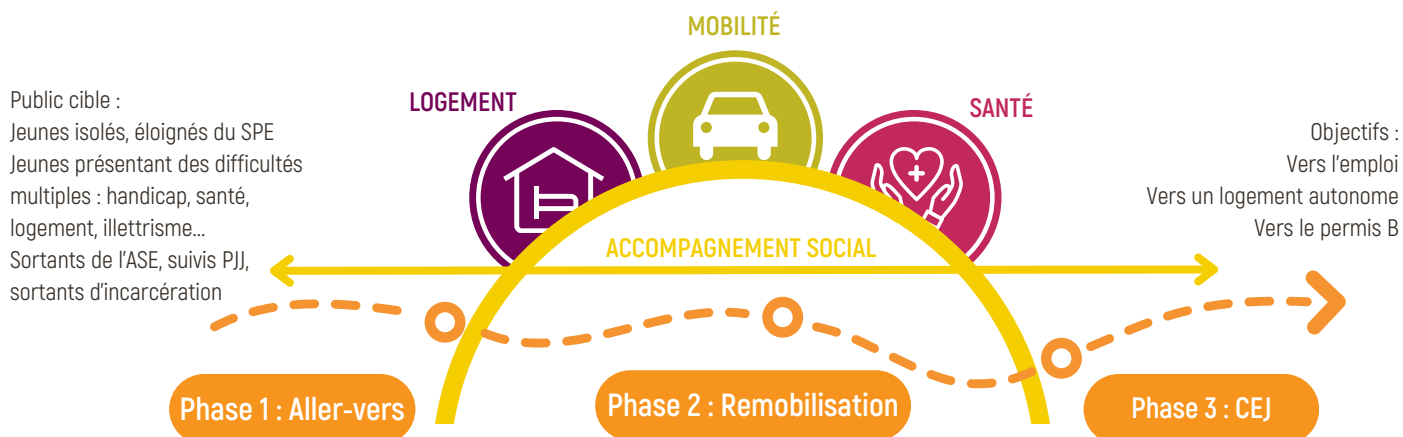 MOBILITÉ
LOGEMENT
SANTÉ
Public cible :
Jeunes isolés, éloignés du SPE
Jeunes présentant des difficultés
multiples : handicap, santé,
logement, illettrisme...
Sortants de l'ASE, suivis PJJ,
sortants d'incarcération
Objectifs :
Vers l'emploi
Vers un logement autonome
Vers le permis B
ACCOMPAGNEMENT SOCIAL
Phase 1 : Aller-vers
Phase 2 : Remobilisation
Phase 3 : CEJ